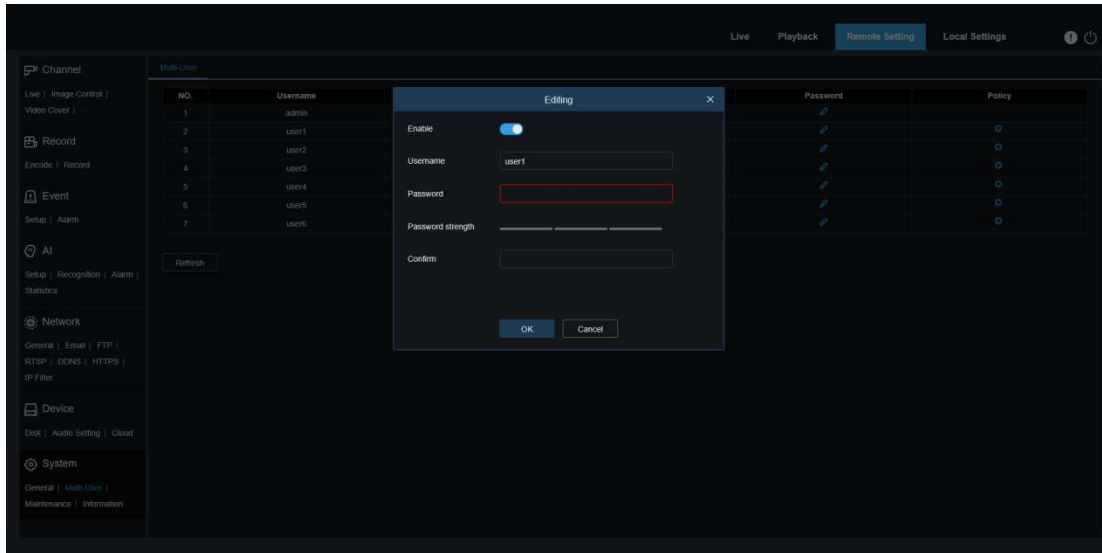 Live Playback Remote Setting Local Settings
Channel
Live | Image Control |
Video Cover |
Record
Encode | Record
Event
Setup | Alarm
AI
Setup | Recognition | Alarm |
Statistics
Network
General | Email | FTP |
RTSP | DDNS | HTTPS |
IP Filter
Device
Disk | Audio Setting | Cloud
System
General | Multi-User |
Maintenance | Information
Multi-User
NO. Username Password Policy
1 admin
2 user1
3 user2
4 user3
5 user4
6 user5
7 user6
Refresh
Editing
Enable
Username user1
Password
Password strength
Confirm
OK Cancel